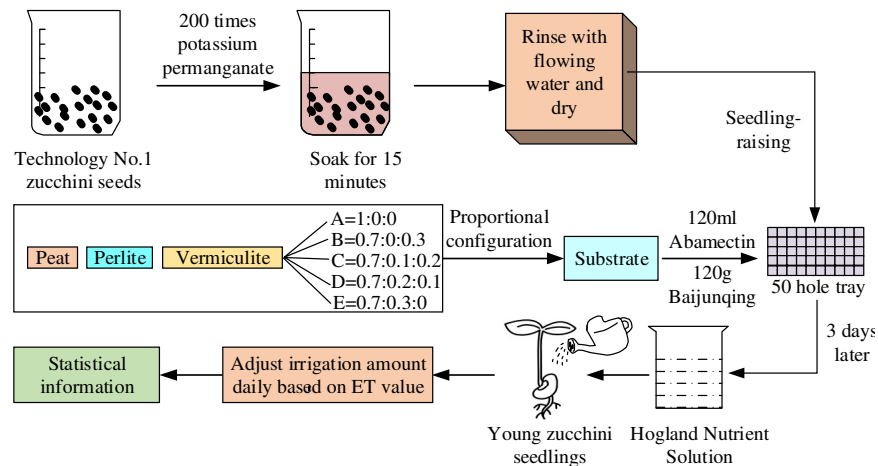 200 times
potassium
permanganate
Rinse with
flowing
water and
dry
Technology No.1
zucchini seeds
Soak for 15
minutes
Seedling-
raising
Peat
Perlite
Vermiculite
A=1:0:0
B=0.7:0:0.3
C=0.7:0.1:0.2
D=0.7:0.2:0.1
E=0.7:0.3:0
Proportional
configuration
Substrate
120ml
Abamectin
120g
Baijunqing
50 hole tray
3 days
later
Statistical
information
Adjust irrigation amount
daily based on ET value
Young zucchini
seedlings
Hogland Nutrient
Solution